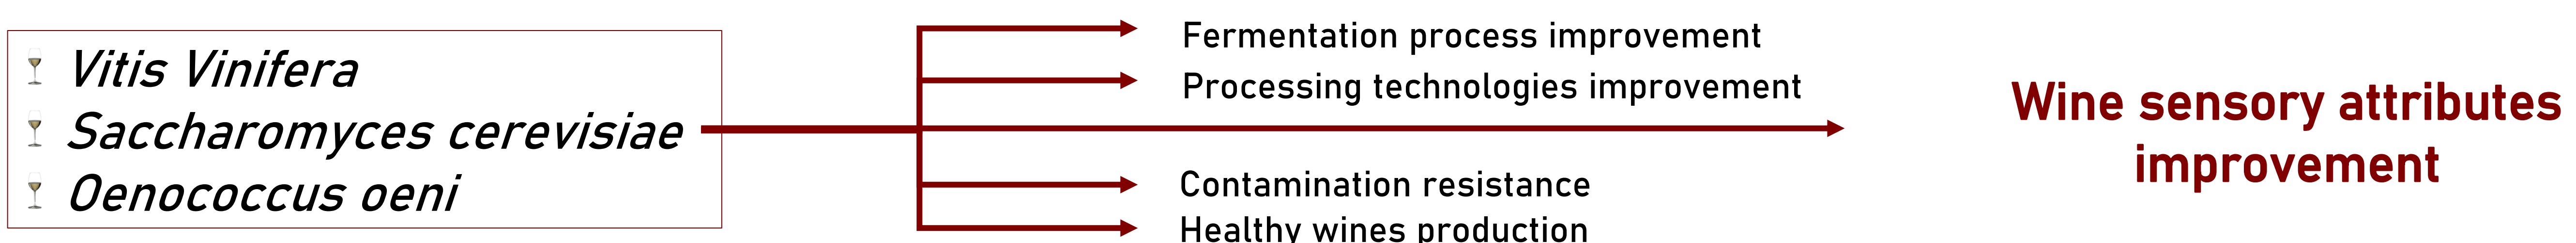 Vitis Vinifera
Saccharomyces cerevisiae
Oenococcus oeni
Fermentation process improvement
Processing technologies improvement
Contamination resistance
Healthy wines production
Wine sensory attributes
improvement